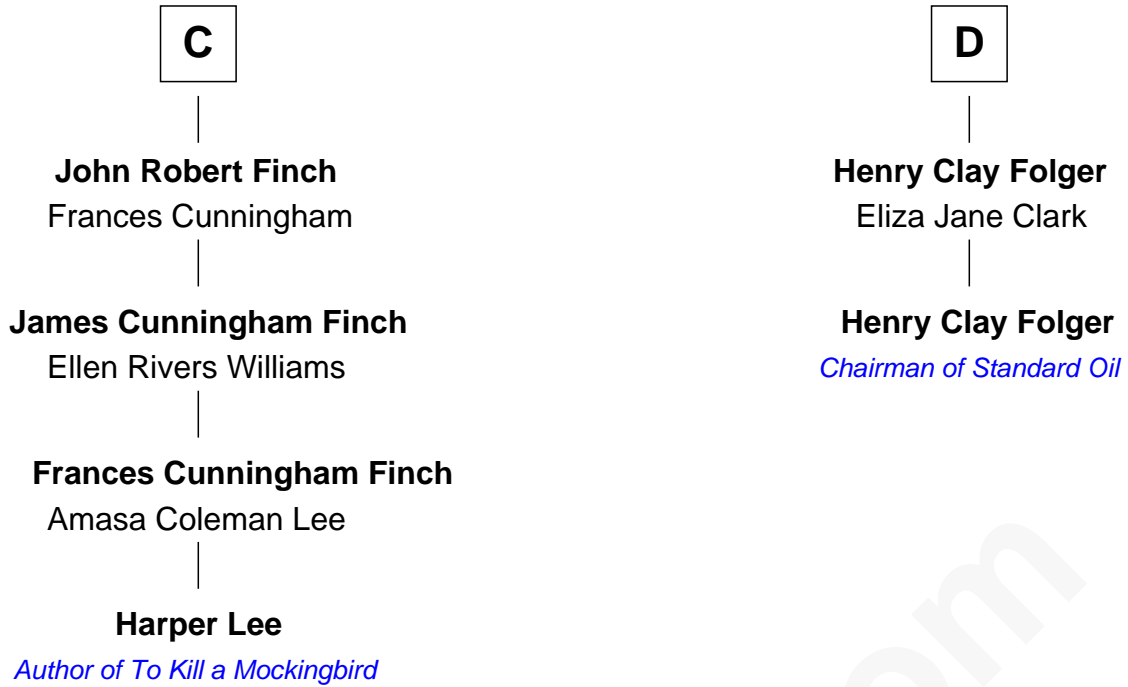 C
John Robert Finch
Frances Cunningham
James Cunningham Finch
Ellen Rivers Williams
Frances Cunningham Finch
Amasa Coleman Lee
Harper Lee
Author of To Kill a Mockingbird
D
Henry Clay Folger
Eliza Jane Clark
Henry Clay Folger
Chairman of Standard Oil
om